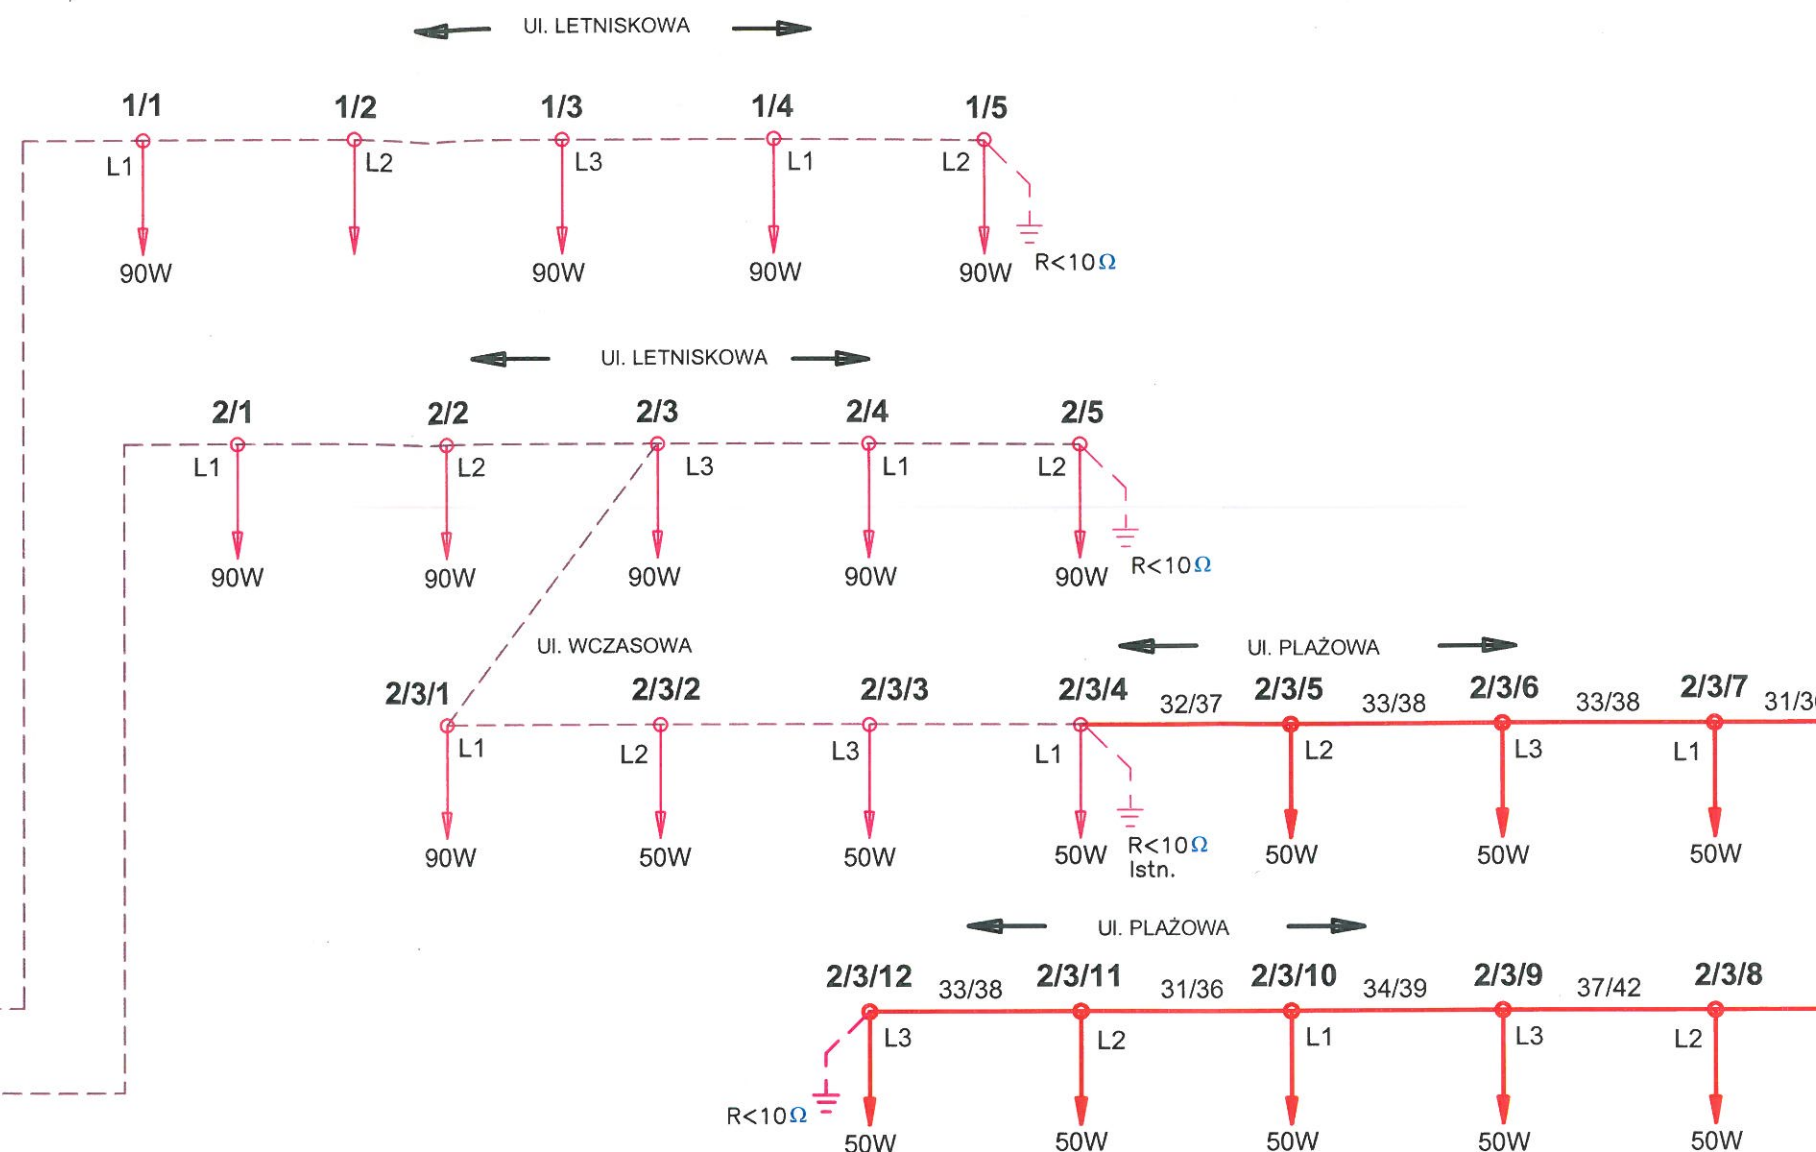 Ul. LETNISKOWA
1/1 1/2 1/3 1/4 1/5
L1 L2 L3 L1 L2
90W 90W 90W 90W R<10Ω
Ul. LETNISKOWA
2/1 2/2 2/3 2/4 2/5
L1 L2 L3 L1 L2
90W 90W 90W 90W 90W R<10Ω
Ul. WCZASOWA Ul. PLAŻOWA
2/3/1 2/3/2 2/3/3 2/3/4 32/37 2/3/5 33/38 2/3/6 33/38 2/3/7
L1 L2 L3 L1 L2 L3 L1
90W 50W 50W 50W R<10Ω 50W 50W 50W
Istn.
Ul. PLAŻOWA
2/3/12 33/38 2/3/11 31/36 2/3/10 34/39 2/3/9 37/42 2/3/8
L3 L2 L1 L3 L2
R<10Ω
50W 50W 50W 50W 50W